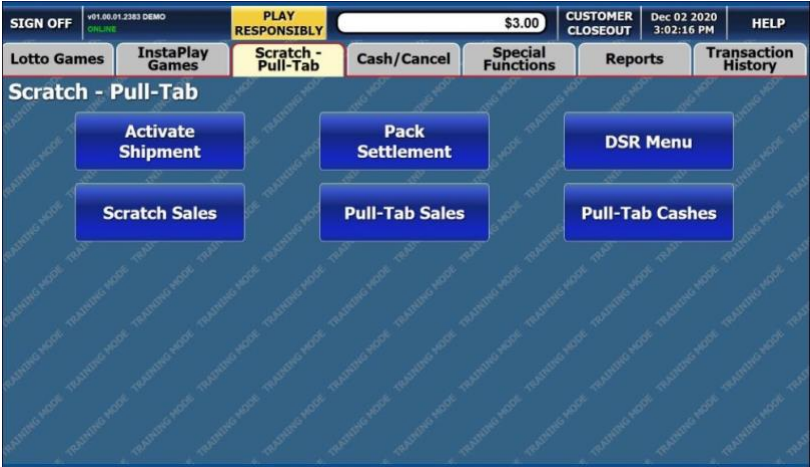 SIGN OFF
v01.00.01.2383 DEMO
ONLINE
PLAY
RESPONSIBLY
$3.00
CUSTOMER
CLOSEOUT
Dec 02 2020
3:02:16 PM
HELP
Lotto Games
InstaPlay
Games
Scratch -
Pull-Tab
Cash/Cancel
Special
Functions
Reports
Transaction
History
Scratch - Pull-Tab
Activate
Shipment
Pack
Settlement
DSR Menu
Scratch Sales
Pull-Tab Sales
Pull-Tab Cashes
TRAINING MODE